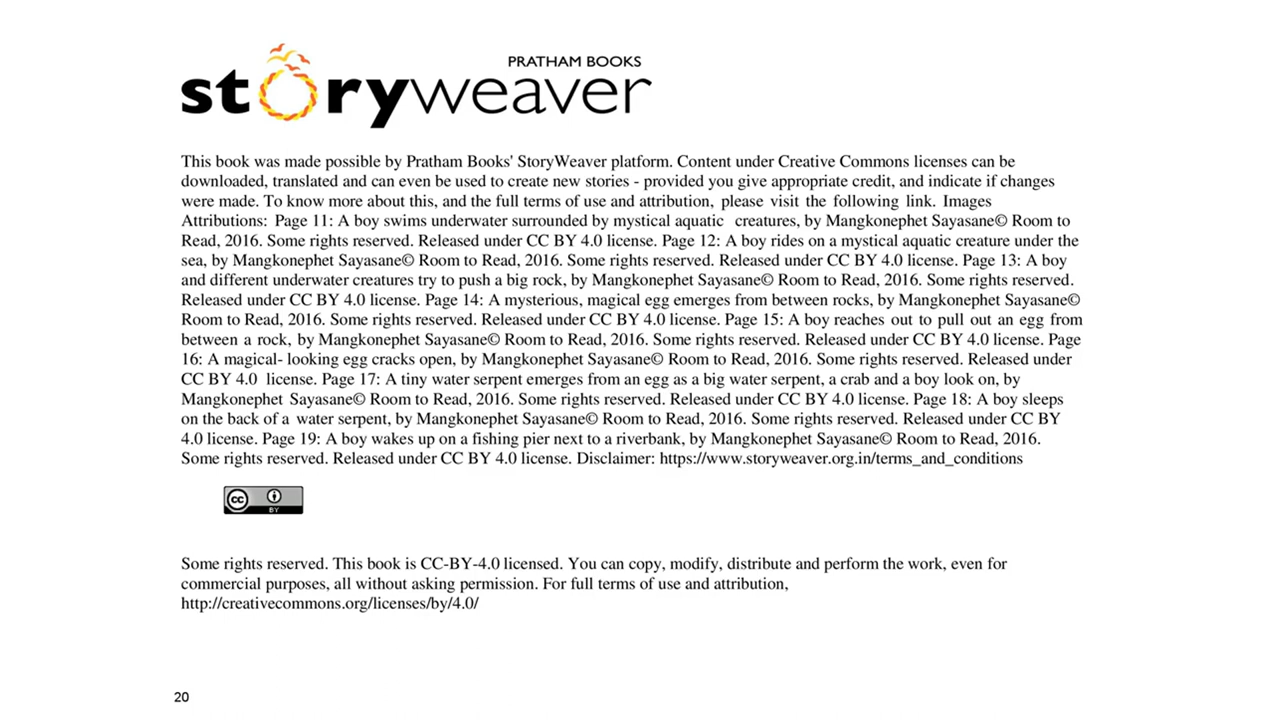 PRATHAM BOOKS
storyweaver
This book was made possible by Pratham Books' StoryWeaver platform. Content under Creative Commons licenses can be
downloaded, translated and can even be used to create new stories - provided you give appropriate credit, and indicate if changes
were made. To know more about this, and the full terms of use and attribution, please visit the following link. Images
Attributions: Page 11: A boy swims underwater surrounded by mystical aquatic creatures, by Mangkonephet Sayasane© Room to
Read, 2016. Some rights reserved. Released under CC BY 4.0 license. Page 12: A boy rides on a mystical aquatic creature under the
sea, by Mangkonephet Sayasane© Room to Read, 2016. Some rights reserved. Released under CC BY 4.0 license. Page 13: A boy
and different underwater creatures try to push a big rock, by Mangkonephet Sayasane© Room to Read, 2016. Some rights reserved.
Released under CC BY 4.0 license. Page 14: A mysterious, magical egg emerges from between rocks, by Mangkonephet Sayasane©
Room to Read, 2016. Some rights reserved. Released under CC BY 4.0 license. Page 15: A boy reaches out to pull out an egg from
between a rock, by Mangkonephet Sayasane© Room to Read, 2016. Some rights reserved. Released under CC BY 4.0 license. Page
16: A magical- looking egg cracks open, by Mangkonephet Sayasane© Room to Read, 2016. Some rights reserved. Released under
CC BY 4.0 license. Page 17: A tiny water serpent emerges from an egg as a big water serpent, a crab and a boy look on, by
Mangkonephet Sayasane© Room to Read, 2016. Some rights reserved. Released under CC BY 4.0 license. Page 18: A boy sleeps
on the back of a water serpent, by Mangkonephet Sayasane© Room to Read, 2016. Some rights reserved. Released under CC BY
4.0 license. Page 19: A boy wakes up on a fishing pier next to a riverbank, by Mangkonephet Sayasane© Room to Read, 2016.
Some rights reserved. Released under CC BY 4.0 license. Disclaimer: https://www.storyweaver.org.in/terms_and_conditions
cc BY
Some rights reserved. This book is CC-BY-4.0 licensed. You can copy, modify, distribute and perform the work, even for
commercial purposes, all without asking permission. For full terms of use and attribution,
http://creativecommons.org/licenses/by/4.0/
20